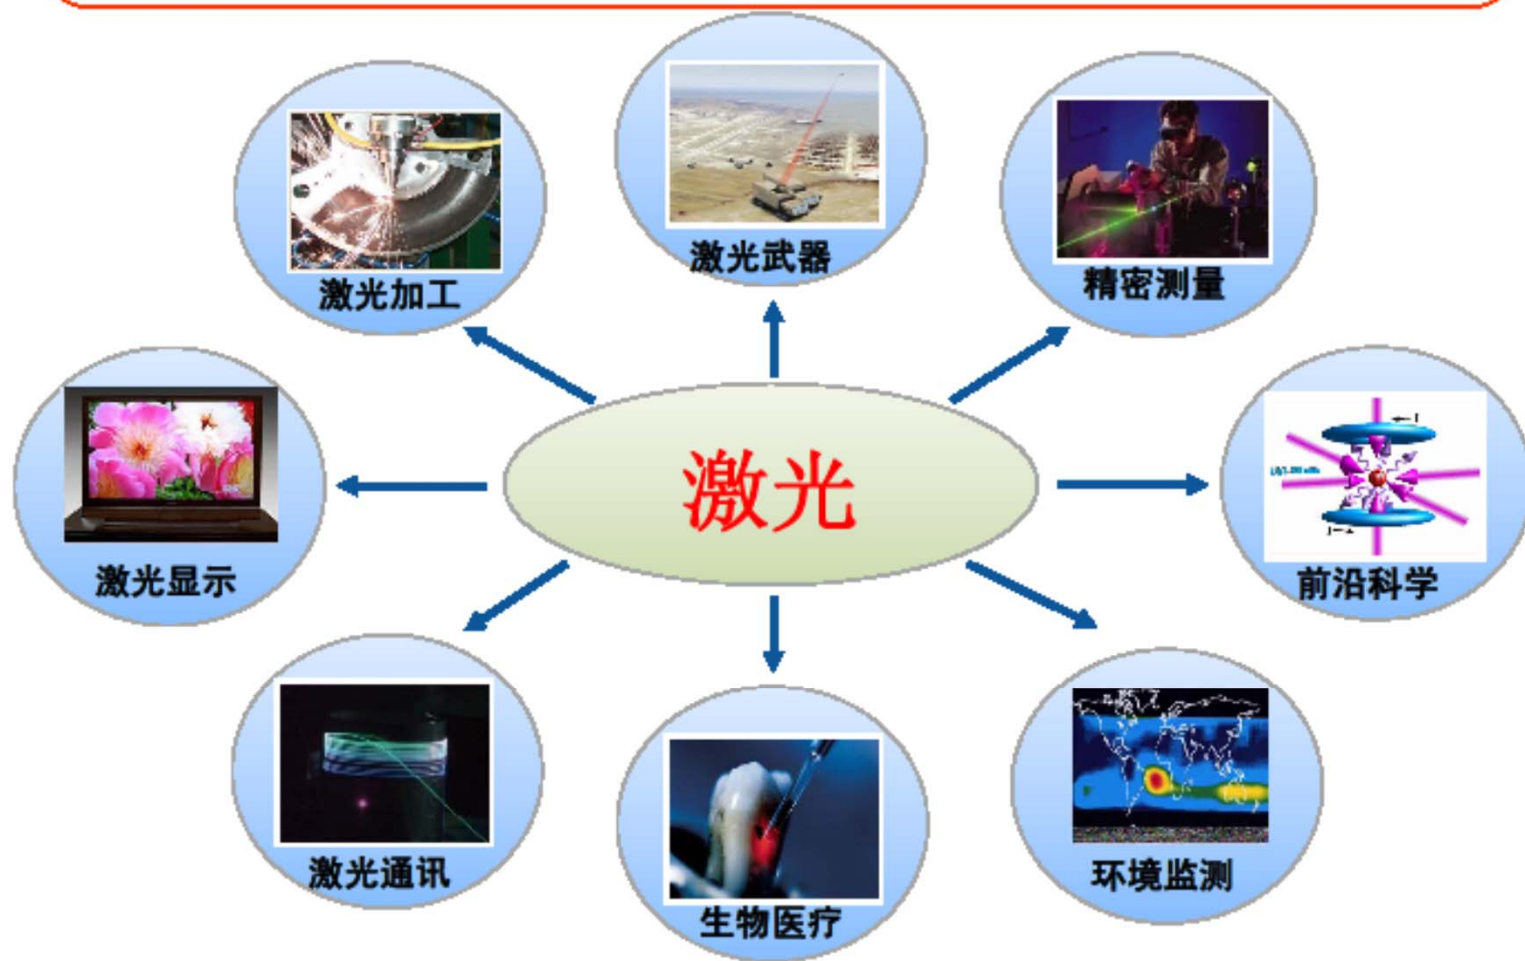 激光武器
激光加工
精密测量
激光
激光显示
前沿科学
激光通讯
生物医疗
环境监测